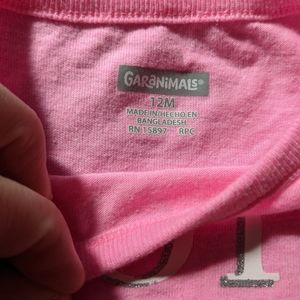 GARANIMALS®
12M
MADE IN/HECHO EN
BANGLADESH
RN 15897 RPC